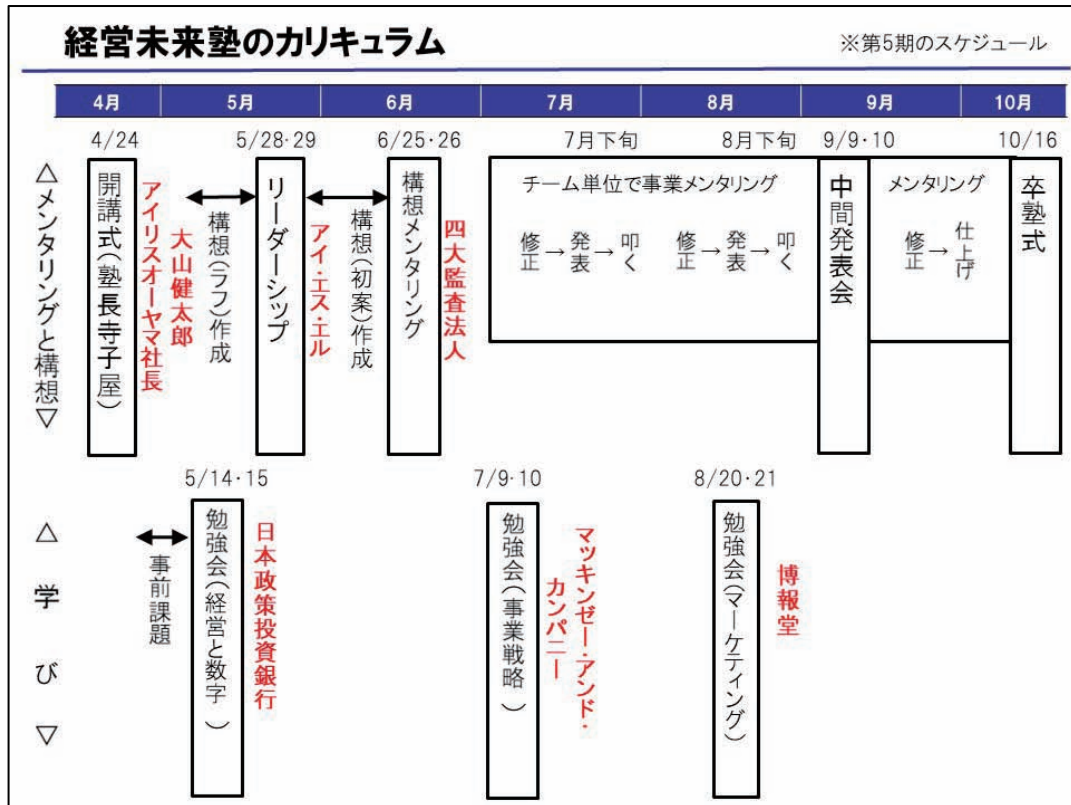 経営未来塾のカリキュラム
※第5期のスケジュール
4月
5月
6月
7月
8月
9月
10月
4/24
5/28·29
6/25·26
7月下旬
8月下旬
9/9·10
10/16
△メンタリングと構想▽
開講式(塾長寺子屋)
アイリスオーヤマ社長
大山健太郎
構想(ラフ)作成
リーダーシップ
アイ・エス・エル
構想(初案)作成
構想メンタリング
四大監査法人
チーム単位で事業メンタリング
修正→発表→叩く
修正→発表→叩く
中間発表会
メンタリング
修正→仕上げ
卒塾式
5/14·15
7/9·10
8/20·21
△学び▽
事前課題
勉強会(経営と数字)
日本政策投資銀行
勉強会(事業戦略)
マッキンゼー・アンド・
カンパニー
勉強会(マーケティング)
博報堂